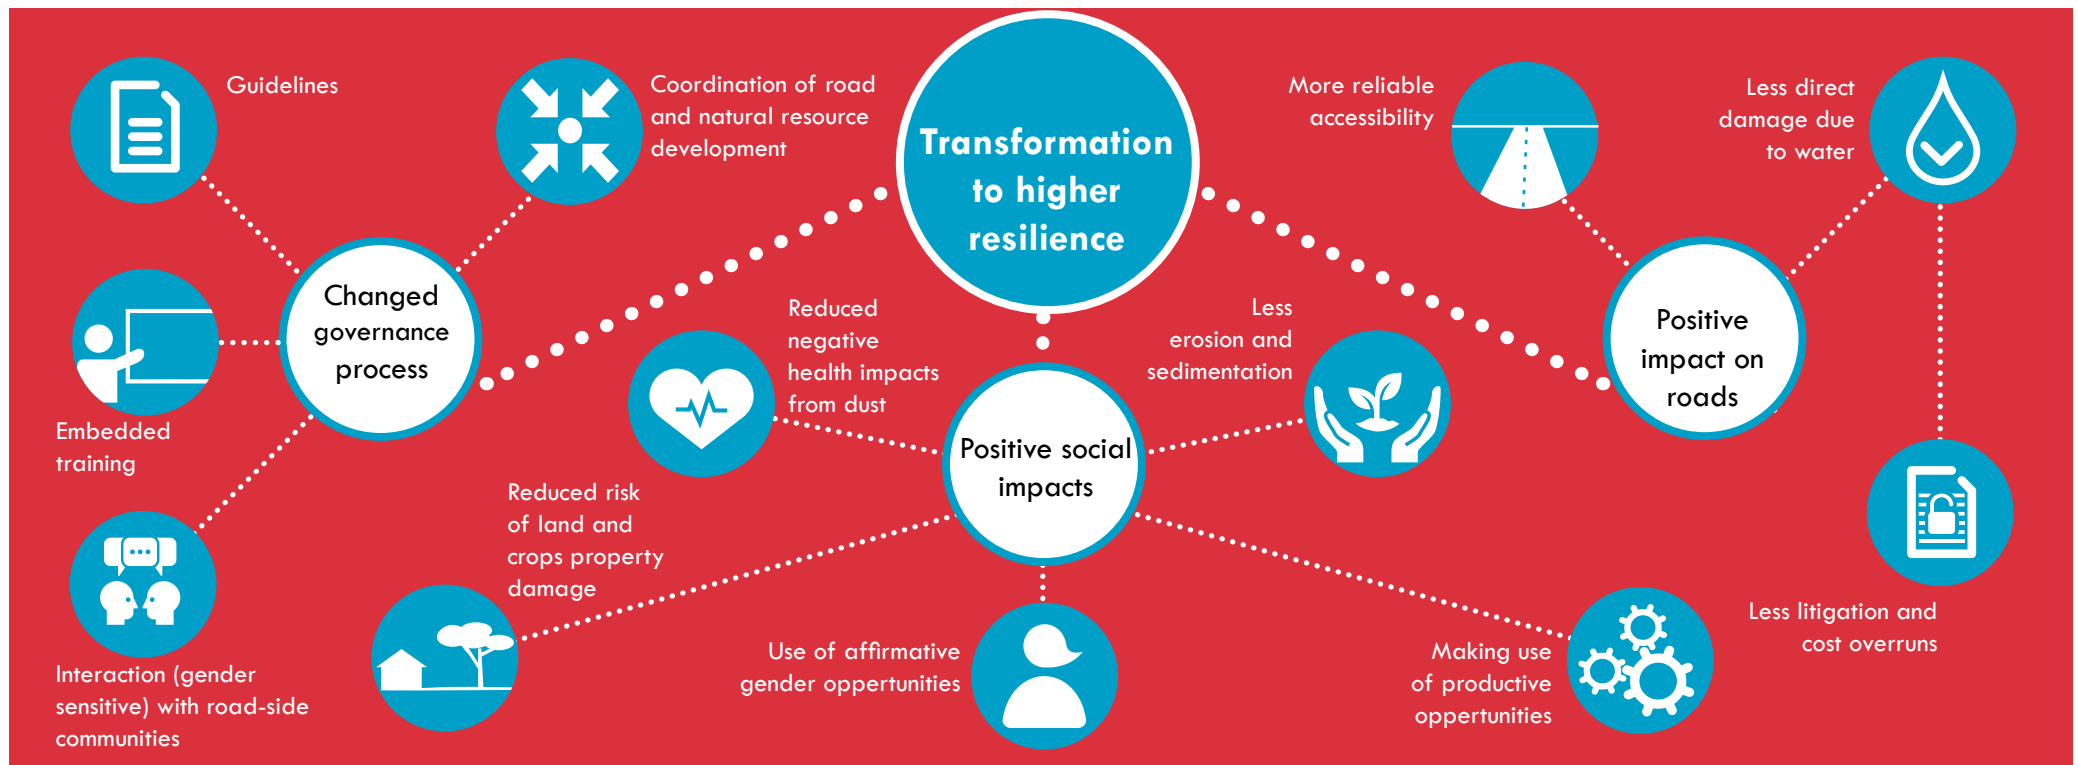 Guidelines
Coordination of road
and natural resource
development
Transformation
to higher
resilience
More reliable
accessibility
Less direct
damage due
to water
Changed
governance
process
Embedded
training
Interaction (gender
sensitive) with road-side
communities
Reduced
negative
health impacts
from dust
Less
erosion and
sedimentation
Positive social
impacts
Reduced risk
of land and
crops property
damage
Use of affirmative
gender oppertunities
Making use
of productive
oppertunities
Positive
impact on
roads
Less litigation and
cost overruns